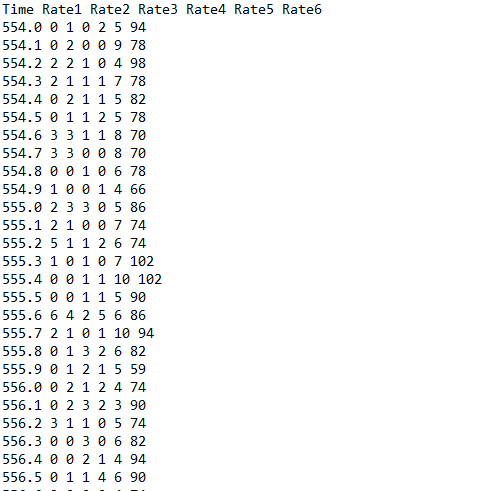 Time Rate1 Rate2 Rate3 Rate4 Rate5 Rate6
554.0 0 1 0 2 5 94
554.1 0 2 0 0 9 78
554.2 2 2 1 0 4 98
554.3 2 1 1 1 7 78
554.4 0 2 1 1 5 82
554.5 0 1 1 2 5 78
554.6 3 3 1 1 8 70
554.7 3 3 0 0 8 70
554.8 0 0 1 0 6 78
554.9 1 0 0 1 4 66
555.0 2 3 3 0 5 86
555.1 2 1 0 0 7 74
555.2 5 1 1 2 6 74
555.3 1 0 1 0 7 102
555.4 0 0 1 1 10 102
555.5 0 0 1 1 5 90
555.6 6 4 2 5 6 86
555.7 2 1 0 1 10 94
555.8 0 1 3 2 6 82
555.9 0 1 2 1 5 59
556.0 0 2 1 2 4 74
556.1 0 2 3 2 3 90
556.2 3 1 1 0 5 74
556.3 0 0 3 0 6 82
556.4 0 0 2 1 4 94
556.5 0 1 1 4 6 90